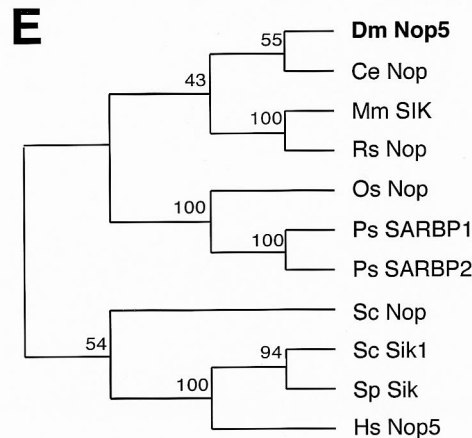 E
55 Dm Nop5
43 Ce Nop
100 Mm SIK
Rs Nop
Os Nop
100 Ps SARBP1
100 Ps SARBP2
Sc Nop
54 94 Sc Sik1
100 Sp Sik
Hs Nop5